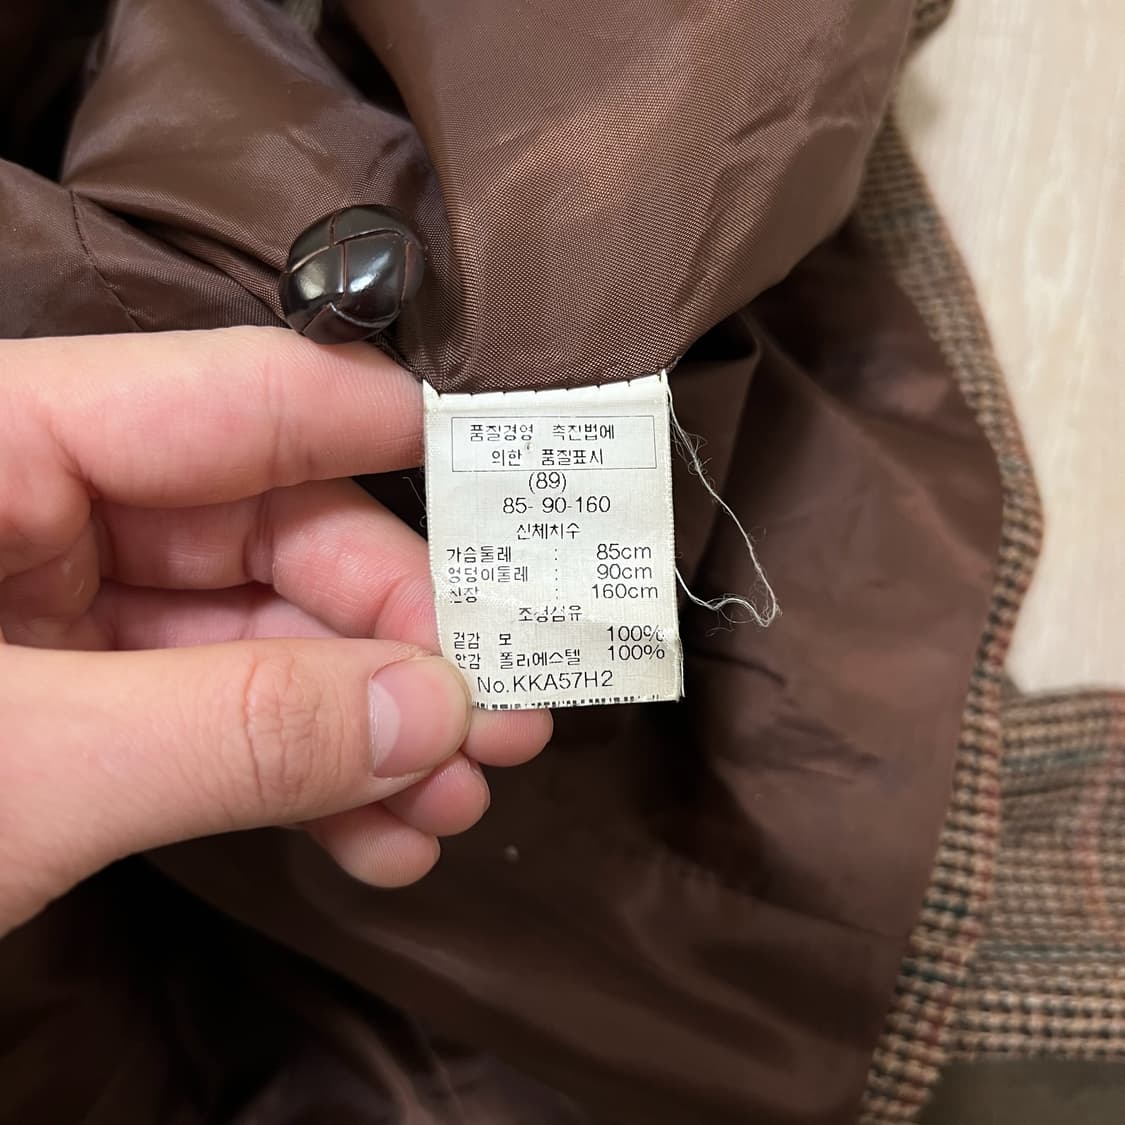 품질경영 촉진법에
의한 품질표시
(89)
85- 90-160
신체치수
가슴둘레 : 85cm
엉덩이둘레 : 90cm
신장 : 160cm
조성섬유
겉감 모 100%
안감 폴리에스텔 100%
No.KKA57H2